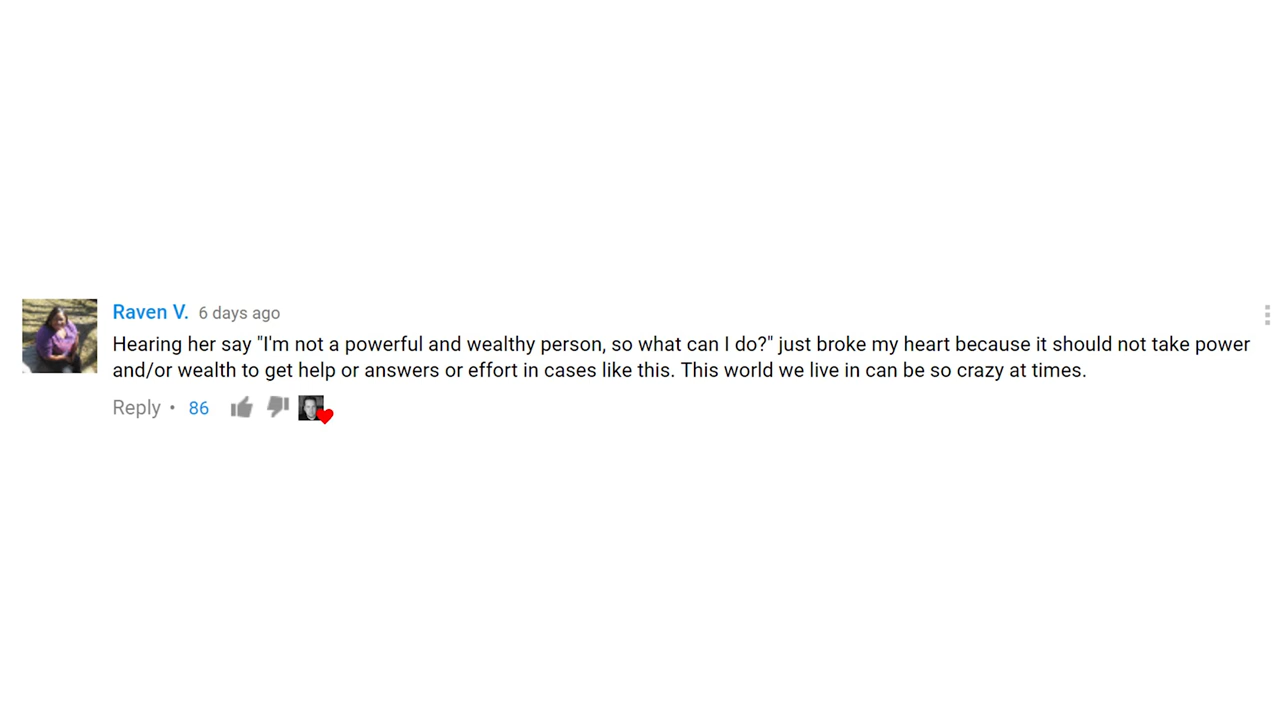 Raven V. 6 days ago
Hearing her say "I'm not a powerful and wealthy person, so what can I do?" just broke my heart because it should not take power
and/or wealth to get help or answers or effort in cases like this. This world we live in can be so crazy at times.
Reply • 86